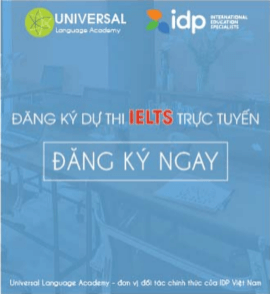 UNIVERSAL
Language Academy
idp
INTERNATIONAL
EDUCATION
SPECIALISTS
ĐĂNG KÝ DỰ THI IELTS TRỰC TUYẾN
ĐĂNG KÝ NGAY
Universal Language Academy - đơn vị đối tác chính thức của IDP Việt Nam